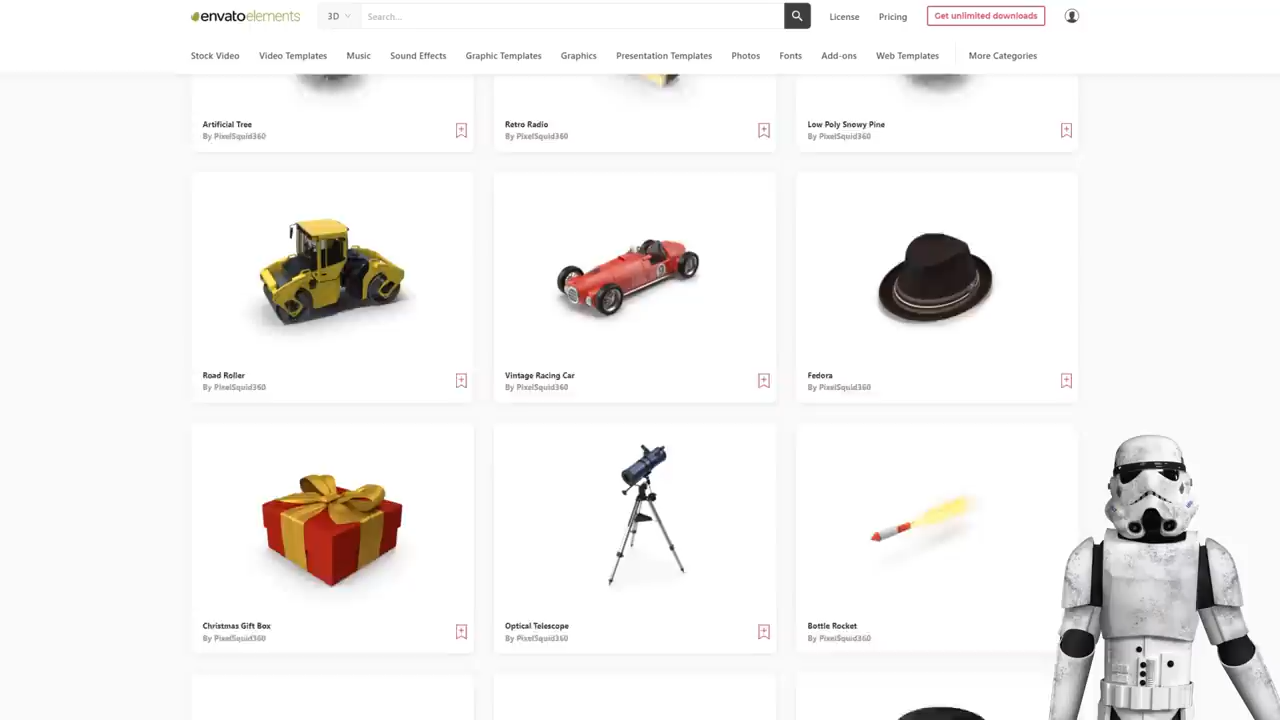 envatoelements
3D
Search...
License
Pricing
Get unlimited downloads
Stock Video
Video Templates
Music
Sound Effects
Graphic Templates
Graphics
Presentation Templates
Photos
Fonts
Add-ons
Web Templates
More Categories
Artificial Tree
By PixelSquid360
Retro Radio
By PixelSquid360
Low Poly Snowy Pine
By PixelSquid360
Road Roller
By PixelSquid360
Vintage Racing Car
By PixelSquid360
Fedora
By PixelSquid360
Christmas Gift Box
By PixelSquid360
Optical Telescope
By PixelSquid360
Bottle Rocket
By PixelSquid360